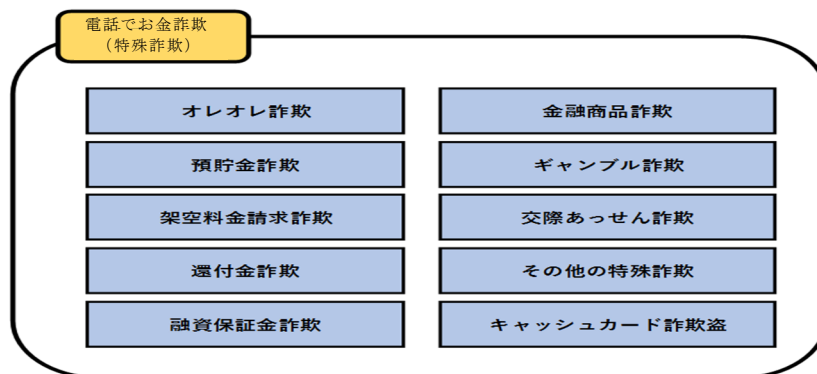 電話でお金詐欺
（特殊詐欺）
オレオレ詐欺
預貯金詐欺
架空料金請求詐欺
還付金詐欺
融資保証金詐欺
金融商品詐欺
ギャンブル詐欺
交際あっせん詐欺
その他の特殊詐欺
キャッシュカード詐欺盗